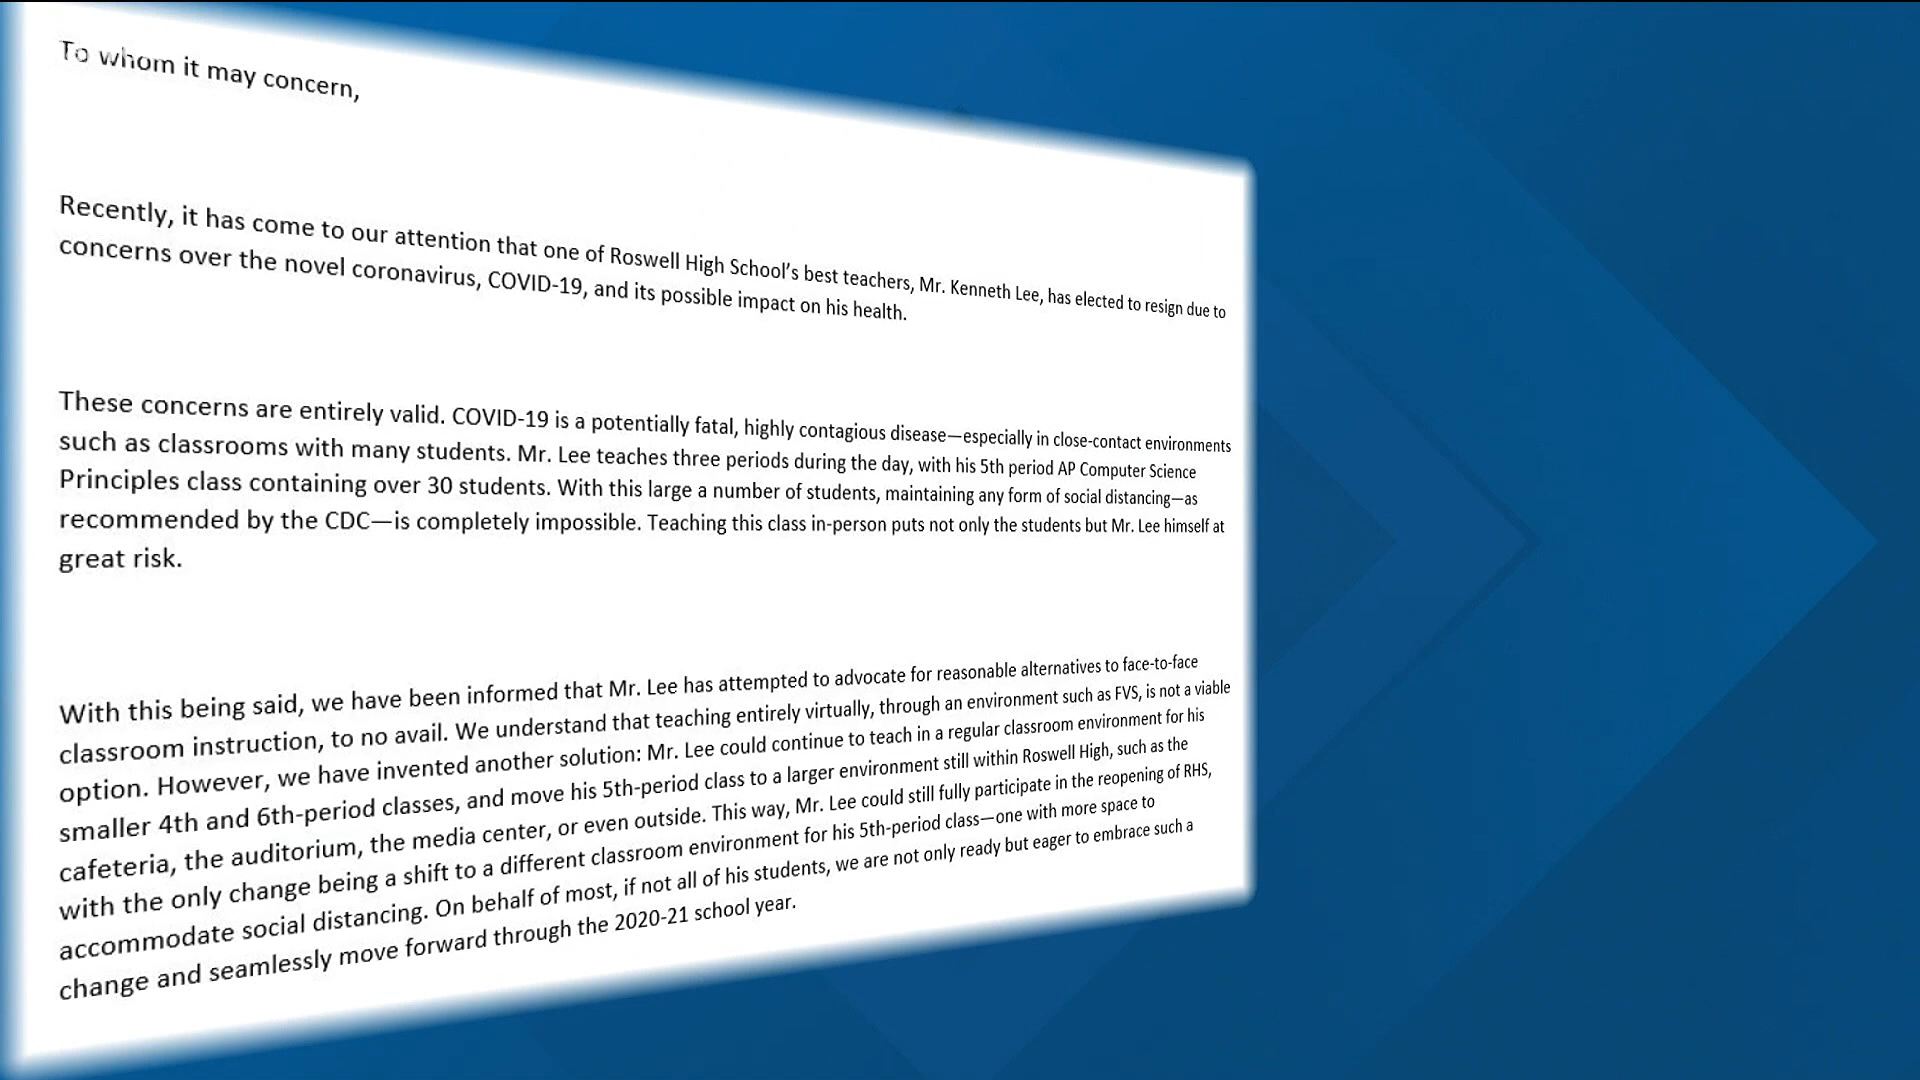 To whom it may concern,
Recently, it has come to our attention that one of Roswell High School’s best teachers, Mr. Kenneth Lee, has elected to resign due to
concerns over the novel coronavirus, COVID-19, and its possible impact on his health.
These concerns are entirely valid. COVID-19 is a potentially fatal, highly contagious disease—especially in close-contact environments
such as classrooms with many students. Mr. Lee teaches three periods during the day, with his 5th period AP Computer Science
Principles class containing over 30 students. With this large a number of students, maintaining any form of social distancing—as
recommended by the CDC—is completely impossible. Teaching this class in-person puts not only the students but Mr. Lee himself at
great risk.
With this being said, we have been informed that Mr. Lee has attempted to advocate for reasonable alternatives to face-to-face
classroom instruction, to no avail. We understand that teaching entirely virtually, through an environment such as FVS, is not a viable
option. However, we have invented another solution: Mr. Lee could continue to teach in a regular classroom environment for his
smaller 4th and 6th-period classes, and move his 5th-period class to a larger environment still within Roswell High, such as the
cafeteria, the auditorium, the media center, or even outside. This way, Mr. Lee could still fully participate in the reopening of RHS,
with the only change being a shift to a different classroom environment for his 5th-period class—one with more space to
accommodate social distancing. On behalf of most, if not all of his students, we are not only ready but eager to embrace such a
change and seamlessly move forward through the 2020-21 school year.